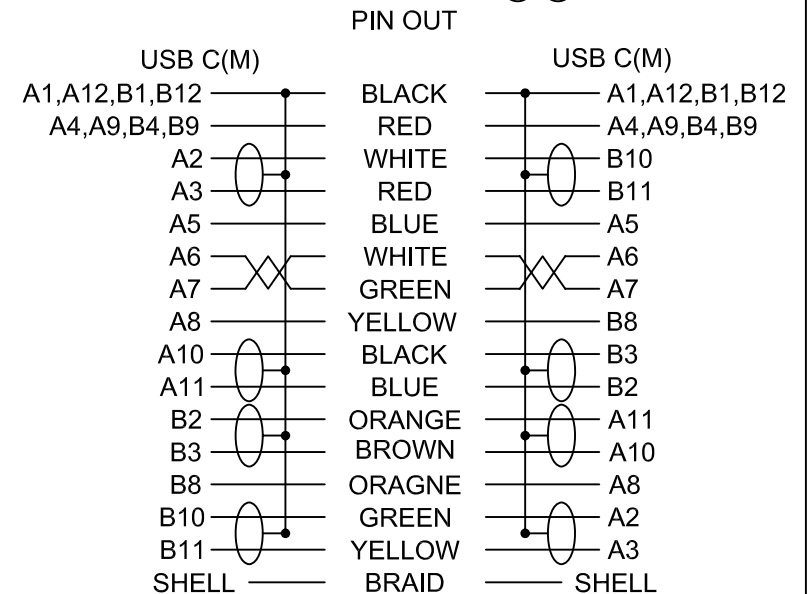 PIN OUT
USB C(M) USB C(M)
A1,A12,B1,B12 BLACK A1,A12,B1,B12
A4,A9,B4,B9 RED A4,A9,B4,B9
A2 WHITE B10
A3 RED B11
A5 BLUE A5
A6 WHITE A6
A7 GREEN A7
A8 YELLOW B8
A10 BLACK B3
A11 BLUE B2
B2 ORANGE A11
B3 BROWN A10
B8 ORAGNE A8
B10 GREEN A2
B11 YELLOW A3
SHELL BRAID SHELL